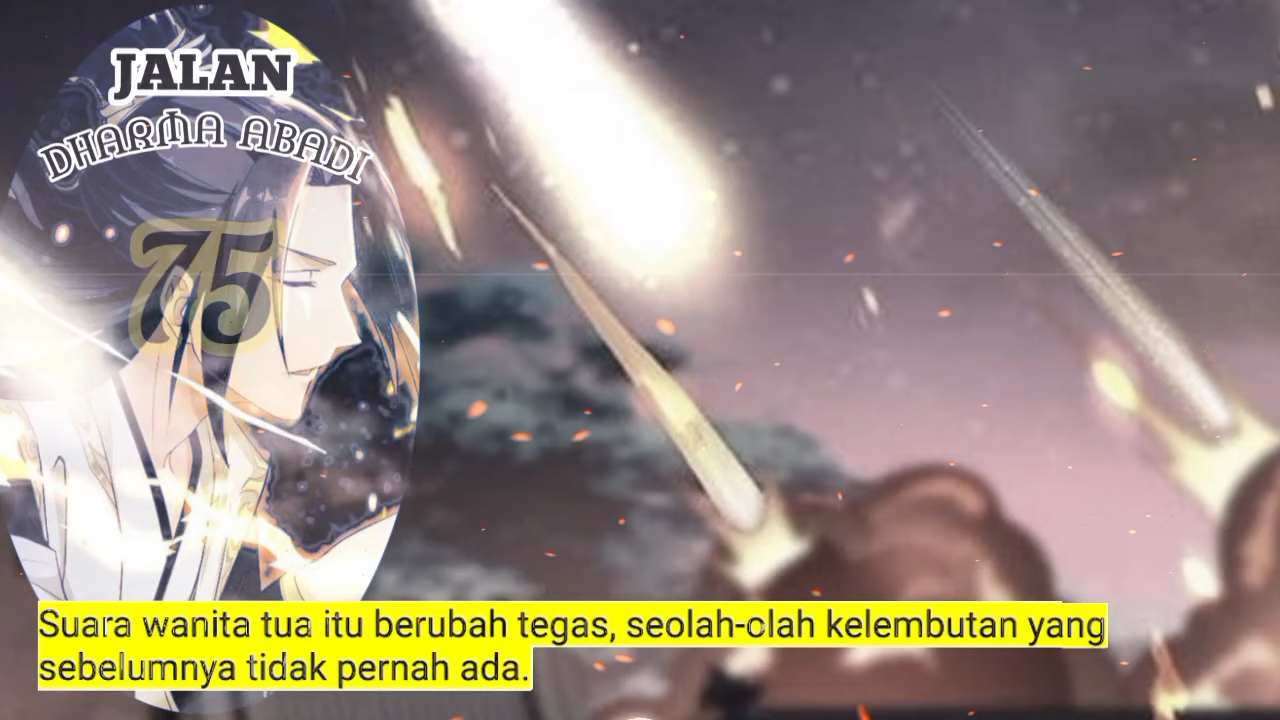 JALAN
DHARMA ABADI
75
Suara wanita tua itu berubah tegas, seolah-olah kelembutan yang
sebelumnya tidak pernah ada.